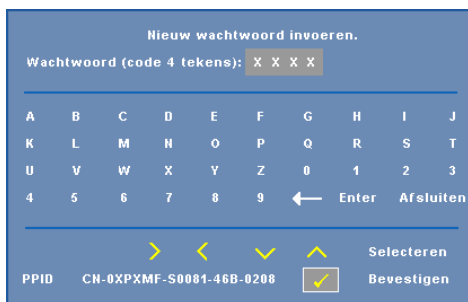 Nieuw wachtwoord invoeren.
Wachtwoord (code 4 tekens): X X X X
A B C D E F G H I J
K L M N O P Q R S T
U V W X Y Z 0 1 2 3
4 5 6 7 8 9 ← Enter Afsluiten
Selecteren
PPID CN-0XPXMF-S0081-46B-0208 ✓ Bevestigen